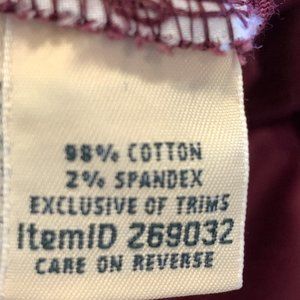 98% COTTON
2% SPANDEX
EXCLUSIVE OF TRIMS
ItemID 269032
CARE ON REVERSE